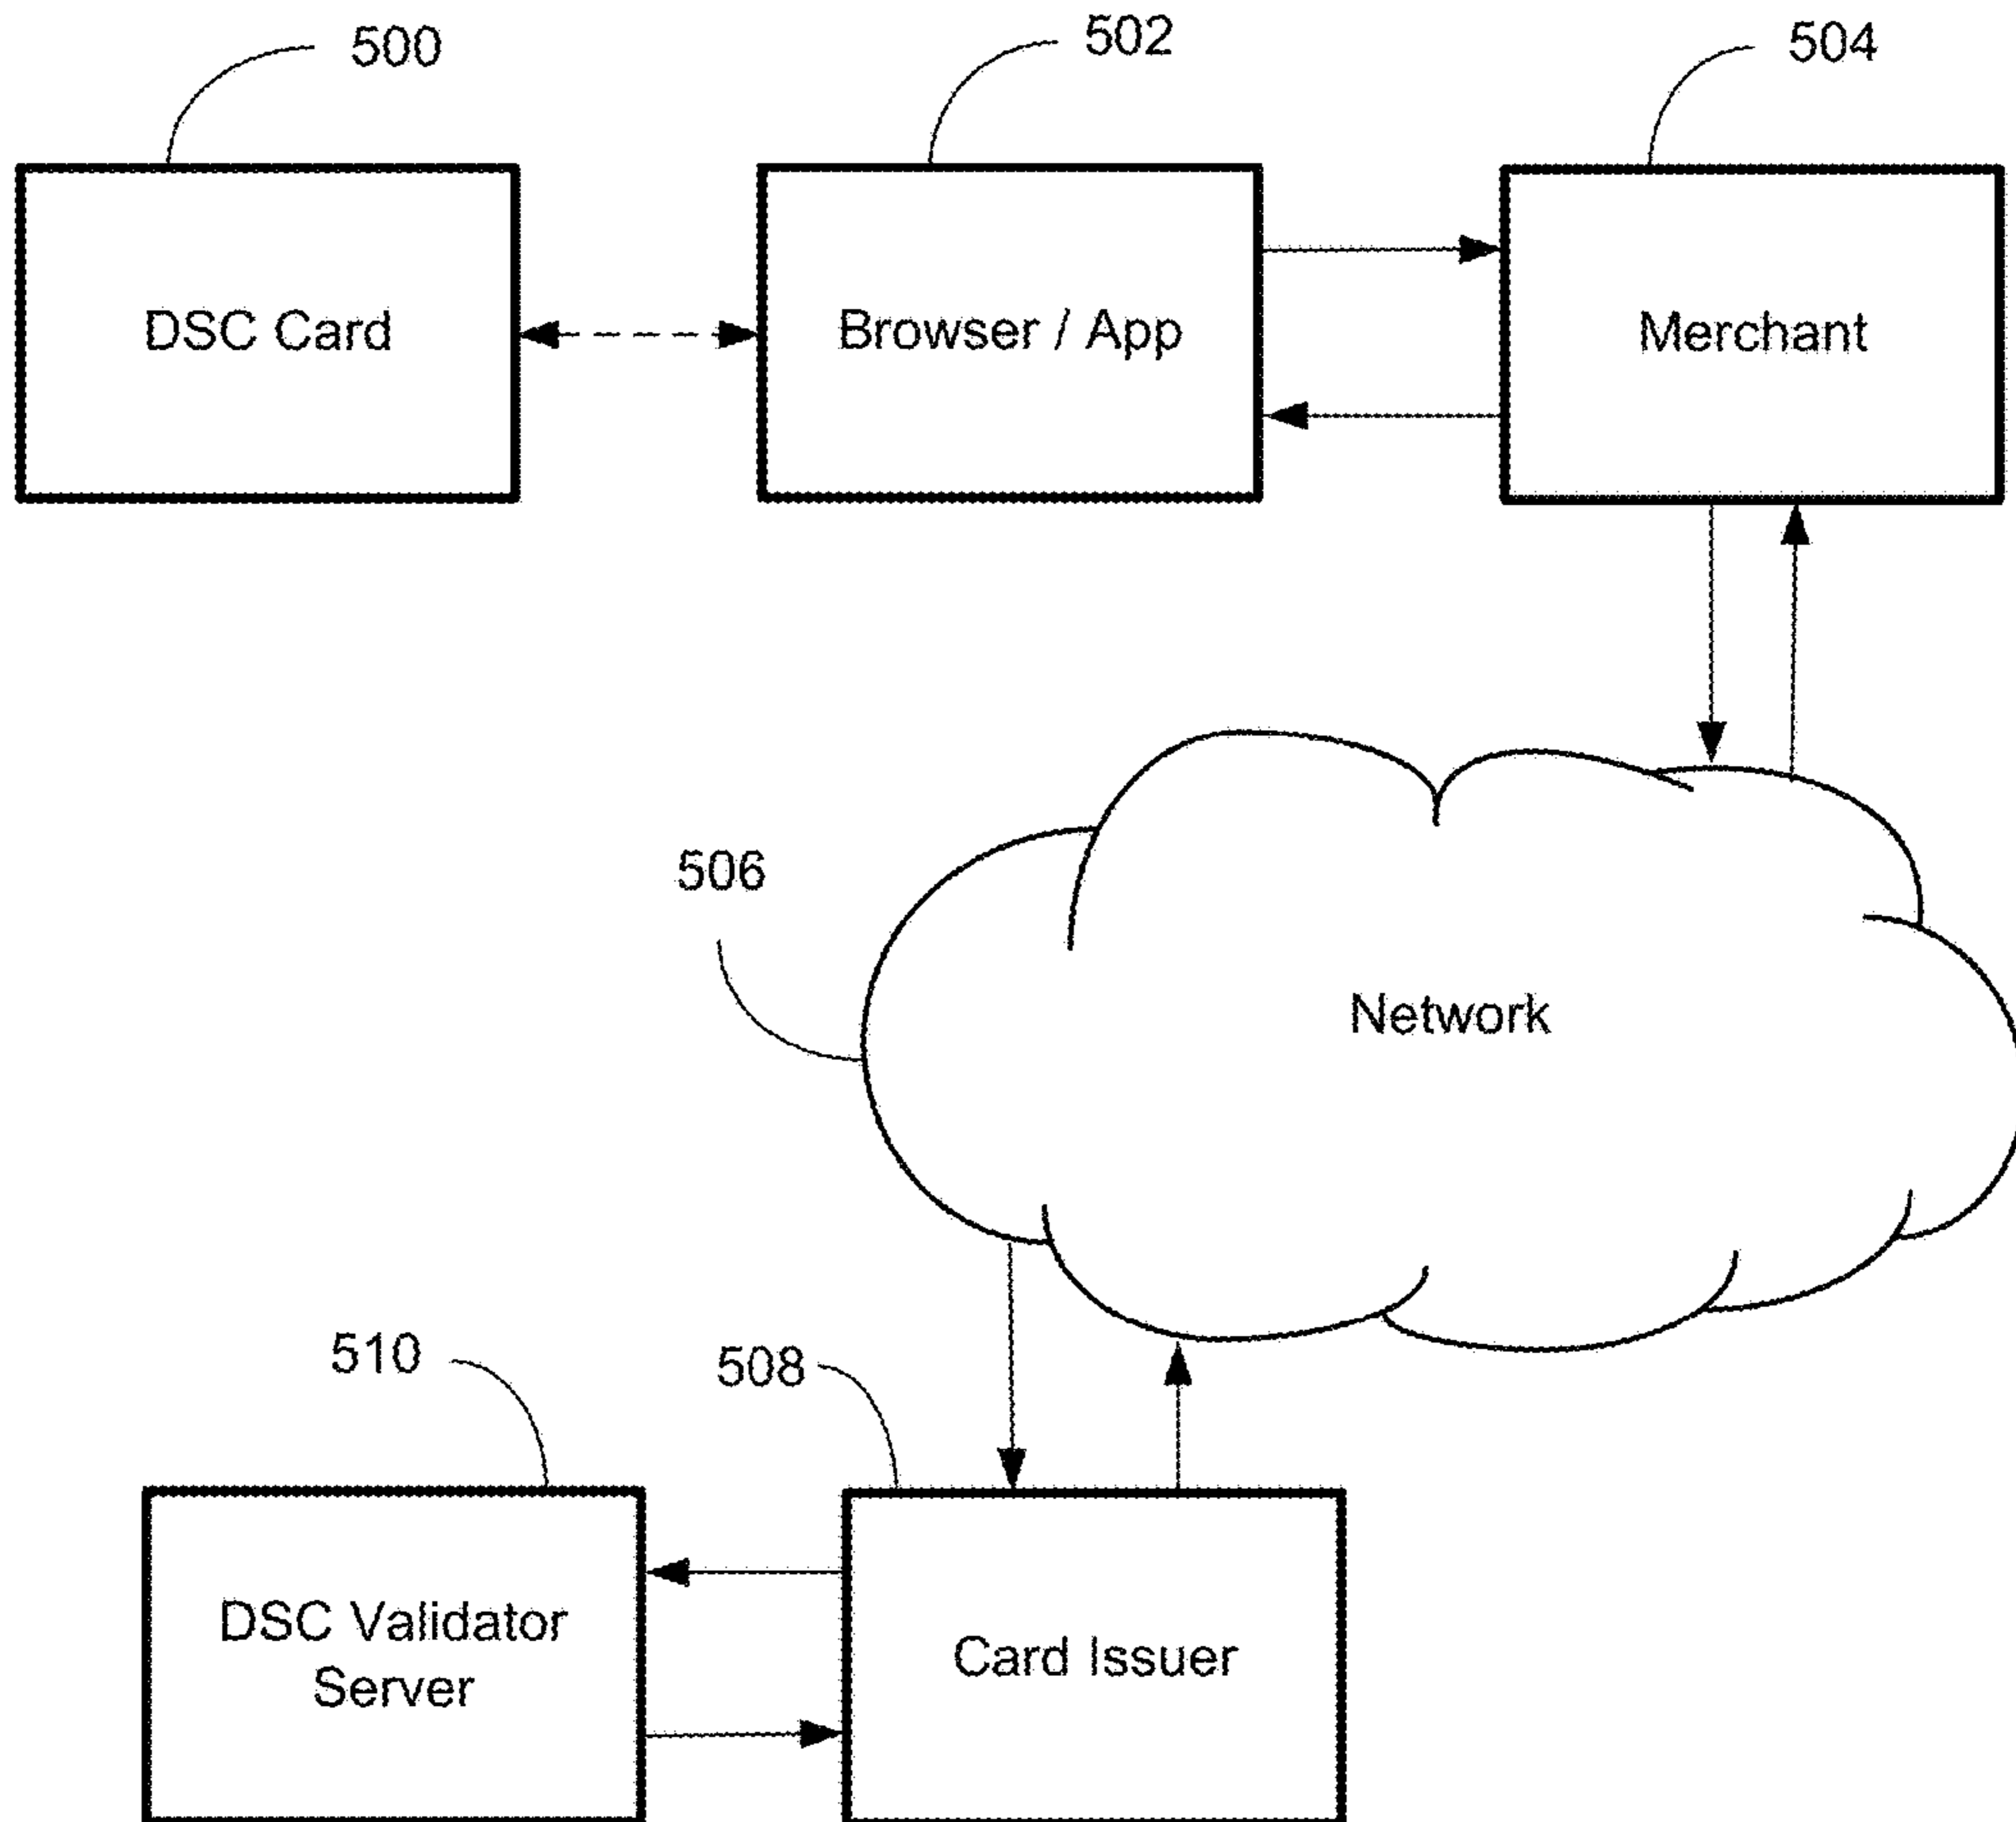 500
502
504
DSC Card
Browser / App
Merchant
506
Network
510
508
DSC Validator
Server
Card Issuer